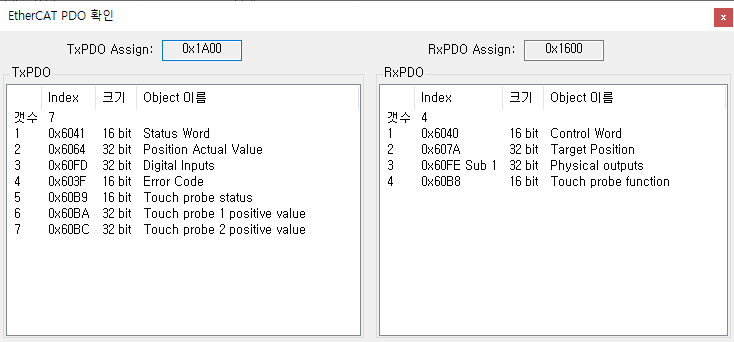 EtherCAT PDO 확인
x
TxPDO Assign: 0x1A00
RxPDO Assign: 0x1600
TxPDO
Index 크기 Object 이름
갯수 7
1 0x6041 16 bit Status Word
2 0x6064 32 bit Position Actual Value
3 0x60FD 32 bit Digital Inputs
4 0x603F 16 bit Error Code
5 0x60B9 16 bit Touch probe status
6 0x60BA 32 bit Touch probe 1 positive value
7 0x60BC 32 bit Touch probe 2 positive value
RxPDO
Index 크기 Object 이름
갯수 4
1 0x6040 16 bit Control Word
2 0x607A 32 bit Target Position
3 0x60FE Sub 1 32 bit Physical outputs
4 0x60B8 16 bit Touch probe function